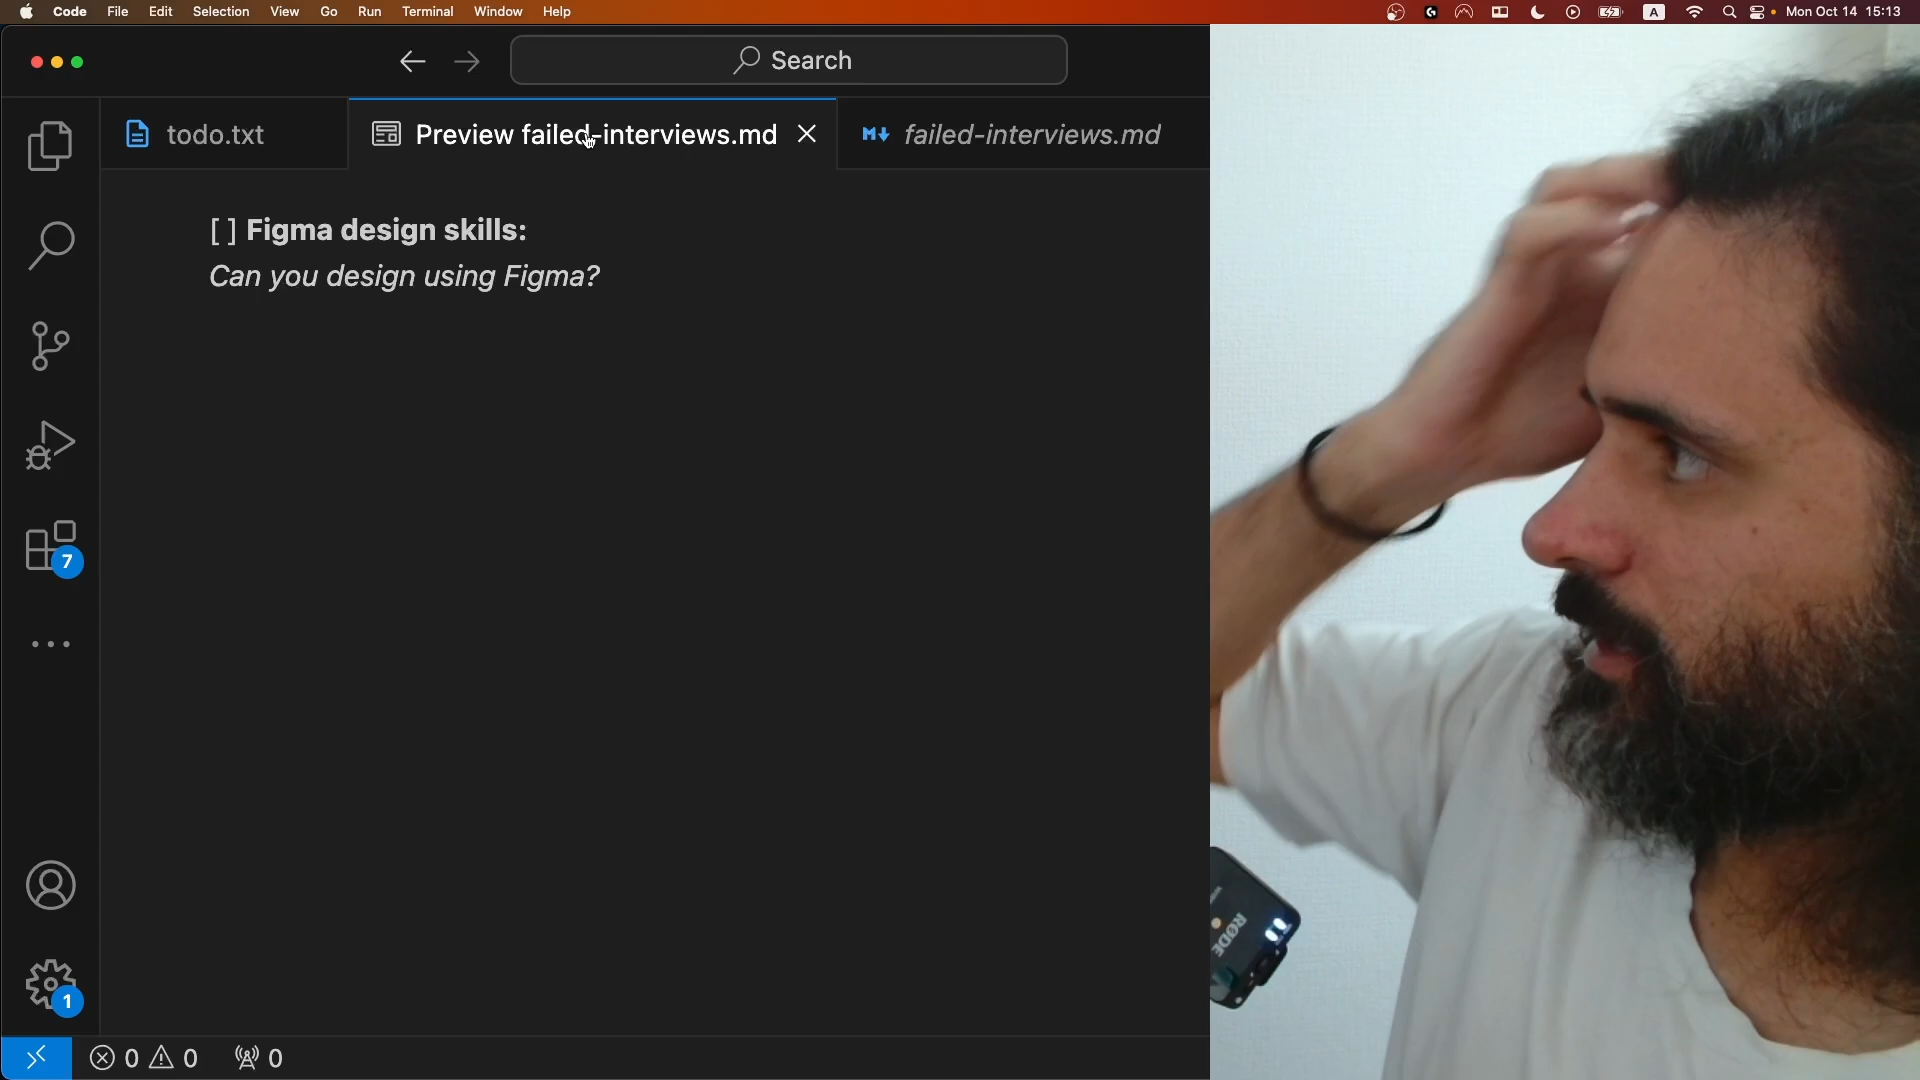 Code File Edit Selection View Go Run Terminal Window Help
A Mon Oct 14 15:13
Search
todo.txt
Preview failed-interviews.md
failed-interviews.md
[ ] Figma design skills:
Can you design using Figma?
7
1
0 0 0
RØDE